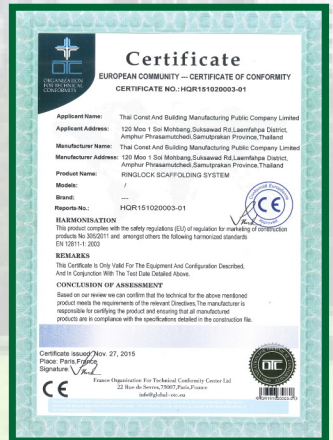 OTC
ORGANIZATION
FOR TECHNICAL
CONFORMITY
Certificate
EUROPEAN COMMUNITY --- CERTIFICATE OF CONFORMITY
CERTIFICATE NO.: HQR151020003-01
Applicant Name: Thai Const And Building Manufacturing Public Company Limited
Applicant Address: 120 Moo 1 Soi Mohbang,Suksawad Rd,Laemfahpa District,
Amphur Phrasamutchedi,Samutprakan Province,Thailand
Manufacturer Name: Thai Const And Building Manufacturing Public Company Limited
Manufacturer Address: 120 Moo 1 Soi Mohbang,Suksawad Rd,Laemfahpa District,
Amphur Phrasamutchedi,Samutprakan Province,Thailand
Product Name: RINGLOCK SCAFFOLDING SYSTEM
Models: /
Brand: ---
Reports-No.: HQR151020003-01
CE
HARMONISATION
This product complies with the safety regulations (EU) of regulation for marketing of construction
products No 305/2011 and amongst others the following harmonized standards
EN 12811-1: 2003
REMARKS
This Certificate Is Only Valid For The Equipment And Configuration Described,
And In Conjunction With The Test Date Detailed Above.
CONCLUSION OF ASSESSMENT
Based on our review we can confirm that the technical for the above mentioned
product meets the requirements of the relevant Directives,The manufacturer is
responsible for certifying the product and ensuring that all manufactured
products are in compliance with the specifications detailed in construction file.
Certificate issued: Nov. 27, 2015
Place: Paris,France
Signature:
OTC
CE
France Organization For Technical Conformity Center Ltd
22 Rue de Serres,75007,Paris,France
info@global-otc.eu